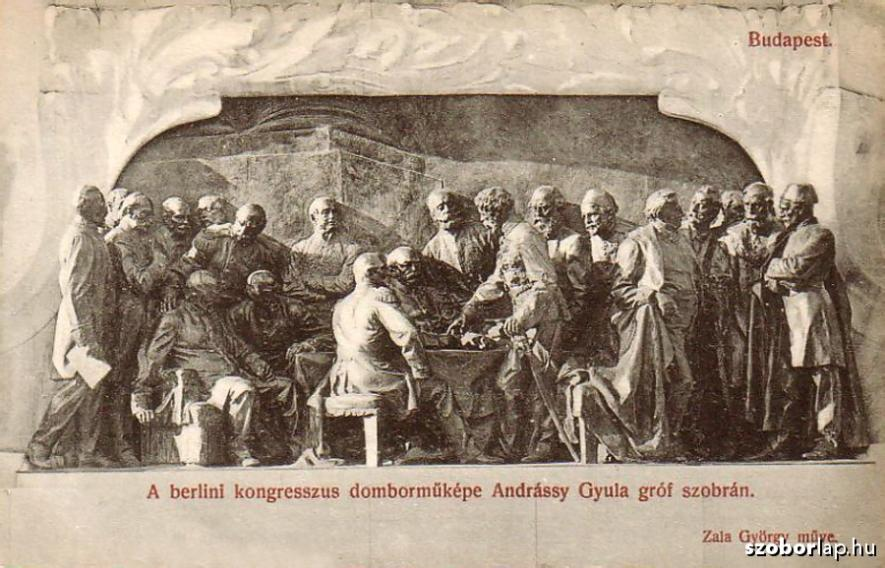 Budapest.
A berlini kongresszus domborműképe Andrássy Gyula gróf szobrán.
Zala György műve.
szoborlap.hu